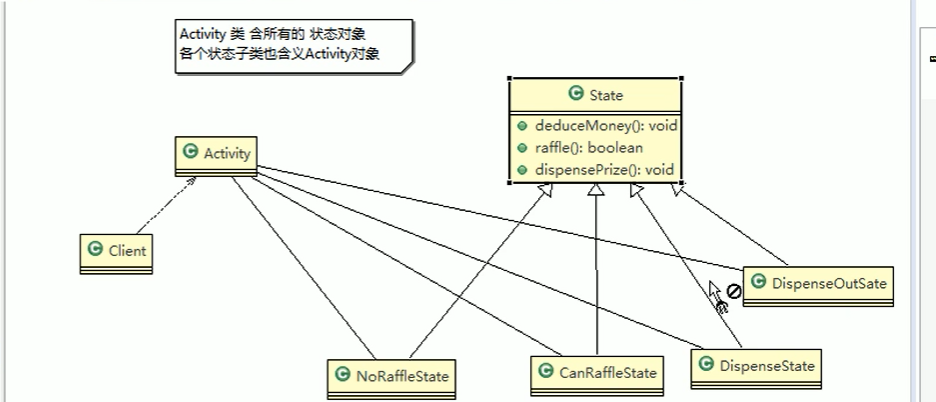 Activity 类 含所有的 状态对象
各个状态子类也含义Activity对象
C State
deduceMoney(): void
raffle(): boolean
dispensePrize(): void
C Activity
C Client
C DispenseOutSate
C NoRaffleState
C CanRaffleState
C DispenseState